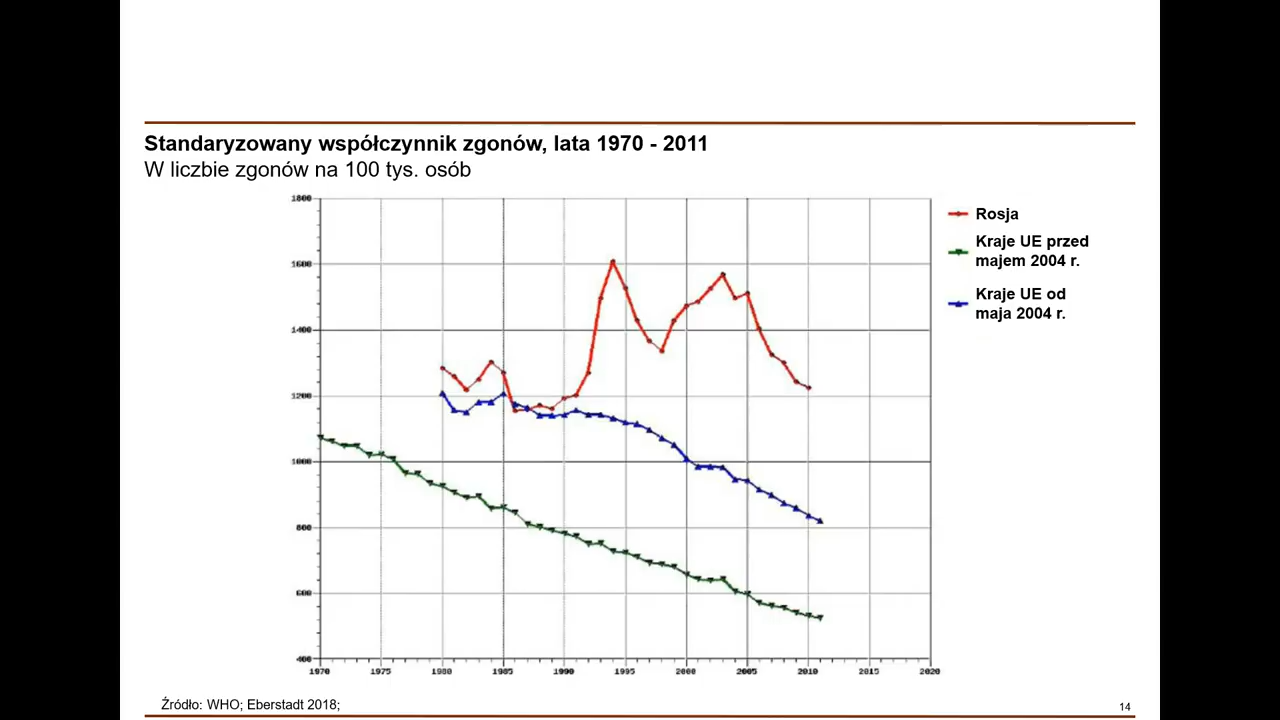 Standaryzowany współczynnik zgonów, lata 1970 - 2011
W liczbie zgonów na 100 tys. osób
1800
1600
1400
1200
1000
800
600
400
1970 1975 1980 1985 1990 1995 2000 2005 2010 2015 2020
Rosja
Kraje UE przed
majem 2004 r.
Kraje UE od
maja 2004 r.
Źródło: WHO; Eberstadt 2018;
14